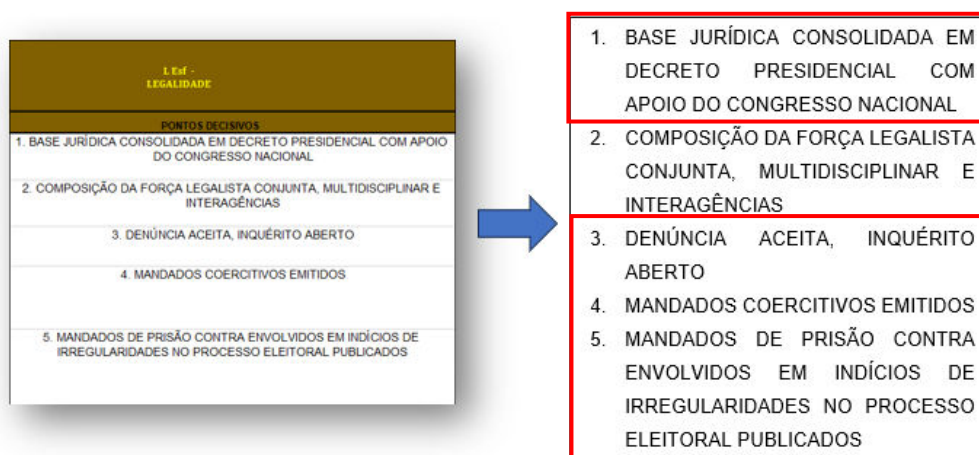 L Esf -
LEGALIDADE
PONTOS DECISIVOS
1. BASE JURÍDICA CONSOLIDADA EM DECRETO PRESIDENCIAL COM APOIO
DO CONGRESSO NACIONAL
2. COMPOSIÇÃO DA FORÇA LEGALISTA CONJUNTA, MULTIDISCIPLINAR E
INTERAGÊNCIAS
3. DENÚNCIA ACEITA, INQUÉRITO ABERTO
4. MANDADOS COERCITIVOS EMITIDOS
5. MANDADOS DE PRISÃO CONTRA ENVOLVIDOS EM INDÍCIOS DE
IRREGULARIDADES NO PROCESSO ELEITORAL PUBLICADOS
1. BASE JURÍDICA CONSOLIDADA EM
DECRETO PRESIDENCIAL COM
APOIO DO CONGRESSO NACIONAL
2. COMPOSIÇÃO DA FORÇA LEGALISTA
CONJUNTA, MULTIDISCIPLINAR E
INTERAGÊNCIAS
3. DENÚNCIA ACEITA, INQUÉRITO
ABERTO
4. MANDADOS COERCITIVOS EMITIDOS
5. MANDADOS DE PRISÃO CONTRA
ENVOLVIDOS EM INDÍCIOS DE
IRREGULARIDADES NO PROCESSO
ELEITORAL PUBLICADOS